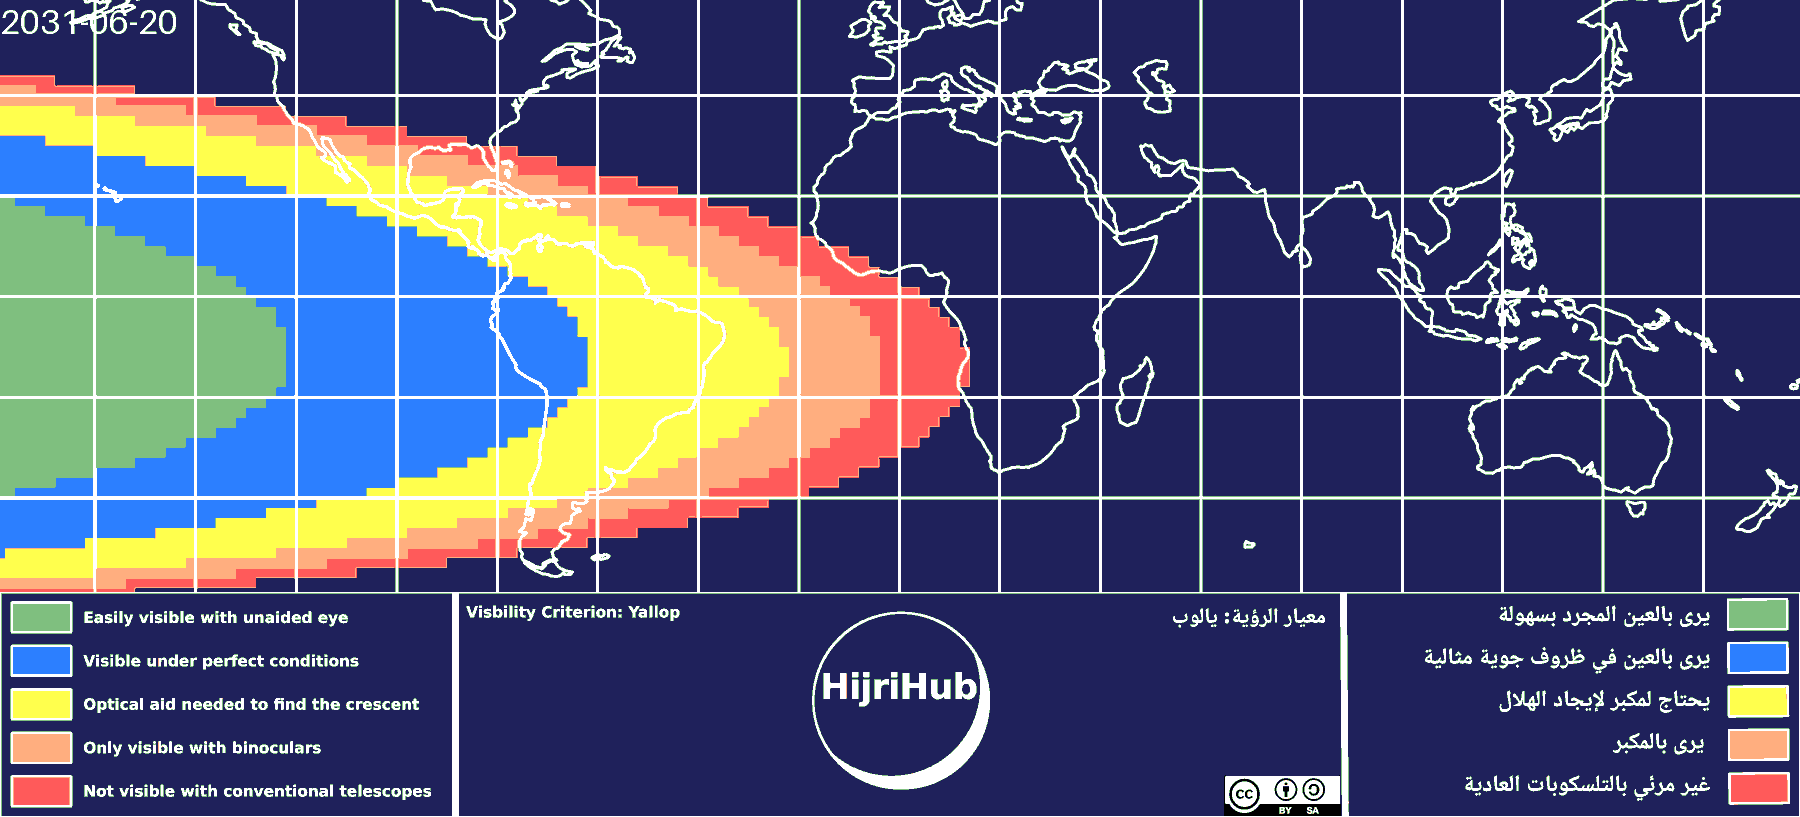 2031-06-20
Easily visible with unaided eye
Visible under perfect conditions
Optical aid needed to find the crescent
Only visible with binoculars
Not visible with conventional telescopes
Visbility Criterion: Yallop
معيار الرؤية: يالوب
HijriHub
cc
BY SA
يرى بالعين المجرد بسهولة
يرى بالعين في ظروف جوية مثالية
يحتاج لمكبر لإيجاد الهلال
يرى بالمكبر
غير مرئي بالتلسكوبات العادية